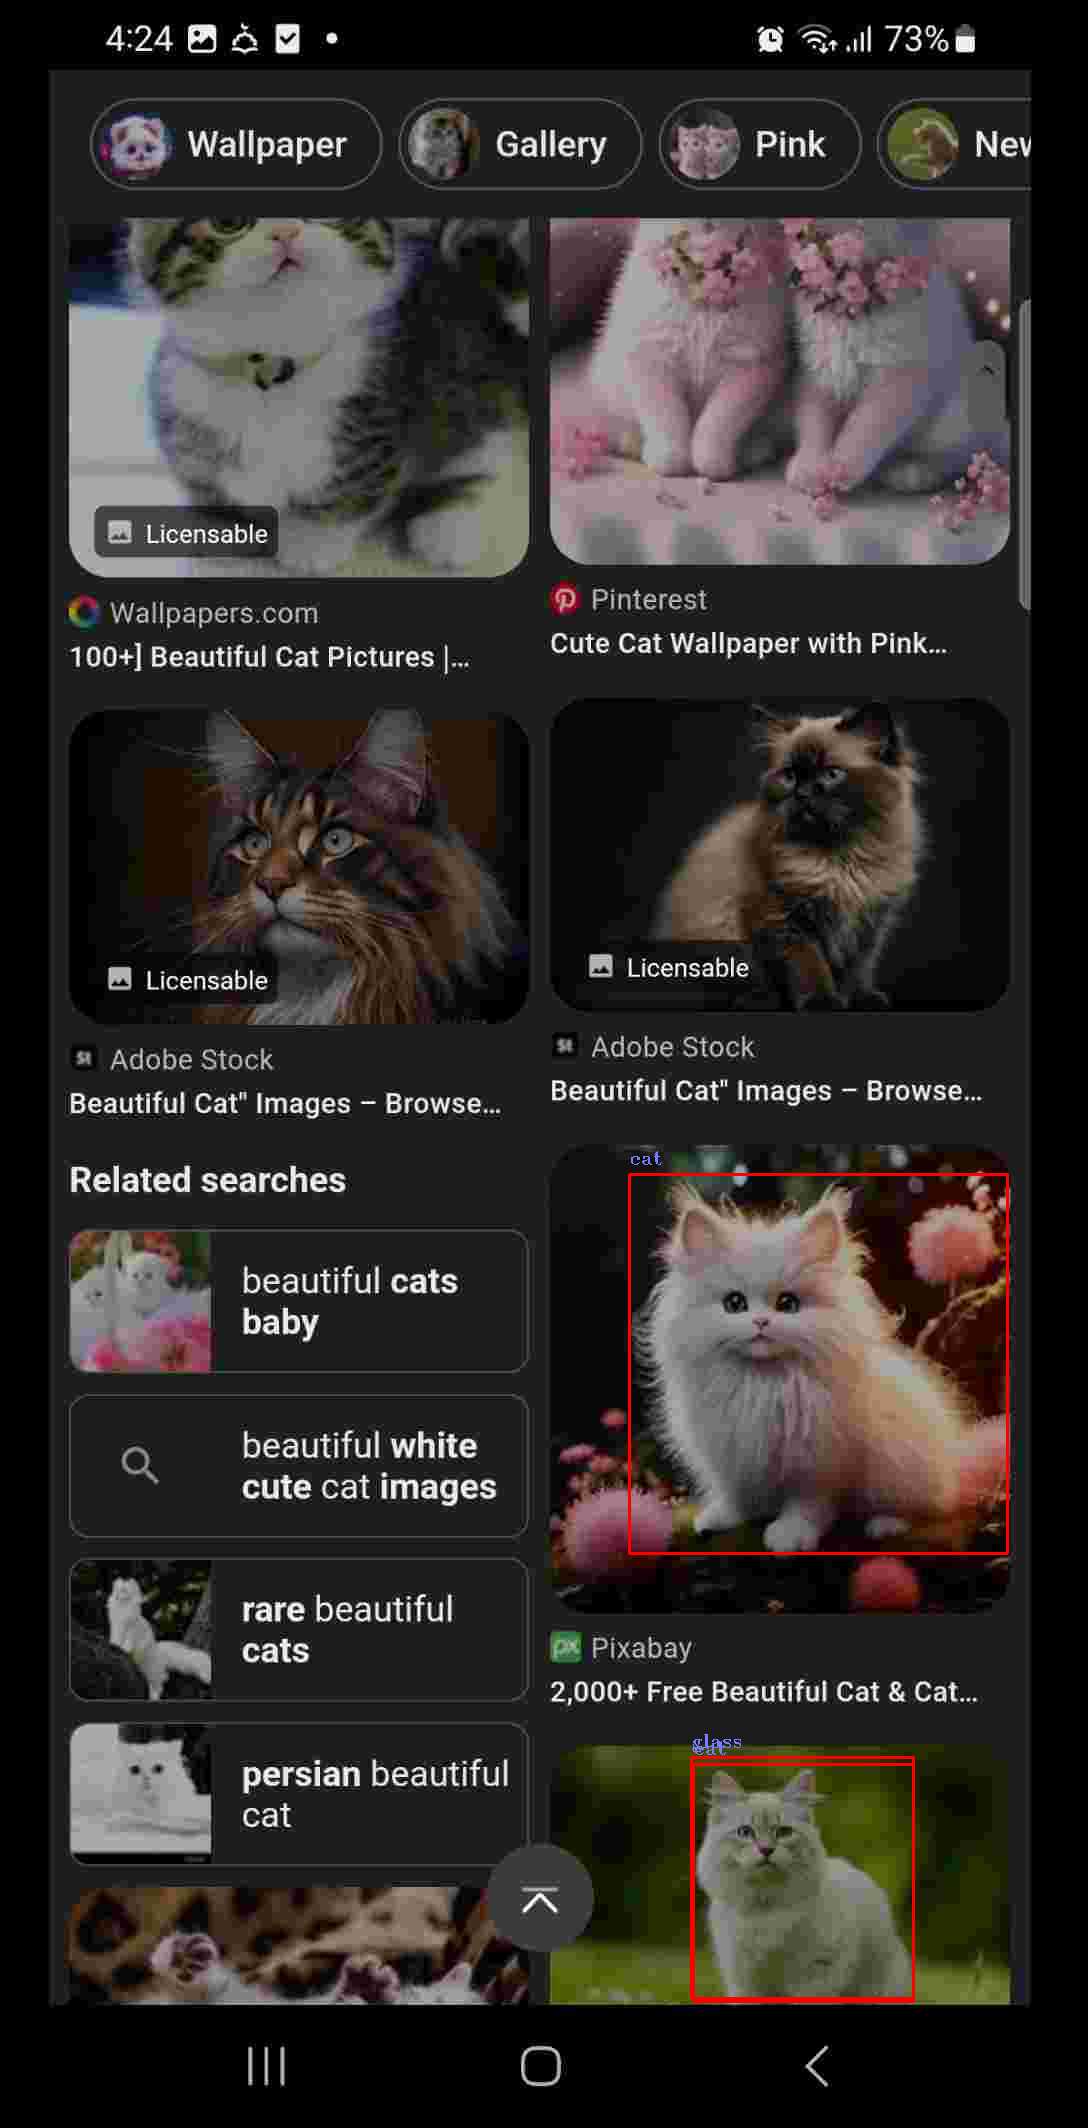 4:24
73%
Wallpaper
Gallery
Pink
New
Licensable
Wallpapers.com
100+] Beautiful Cat Pictures |...
Pinterest
Cute Cat Wallpaper with Pink...
Licensable
Adobe Stock
Beautiful Cat" Images – Browse...
Licensable
St
Adobe Stock
Beautiful Cat" Images – Browse...
Related searches
beautiful cats
baby
beautiful white
cute cat images
rare beautiful
cats
persian beautiful
cat
cat
px Pixabay
2,000+ Free Beautiful Cat & Cat...
glass
cat